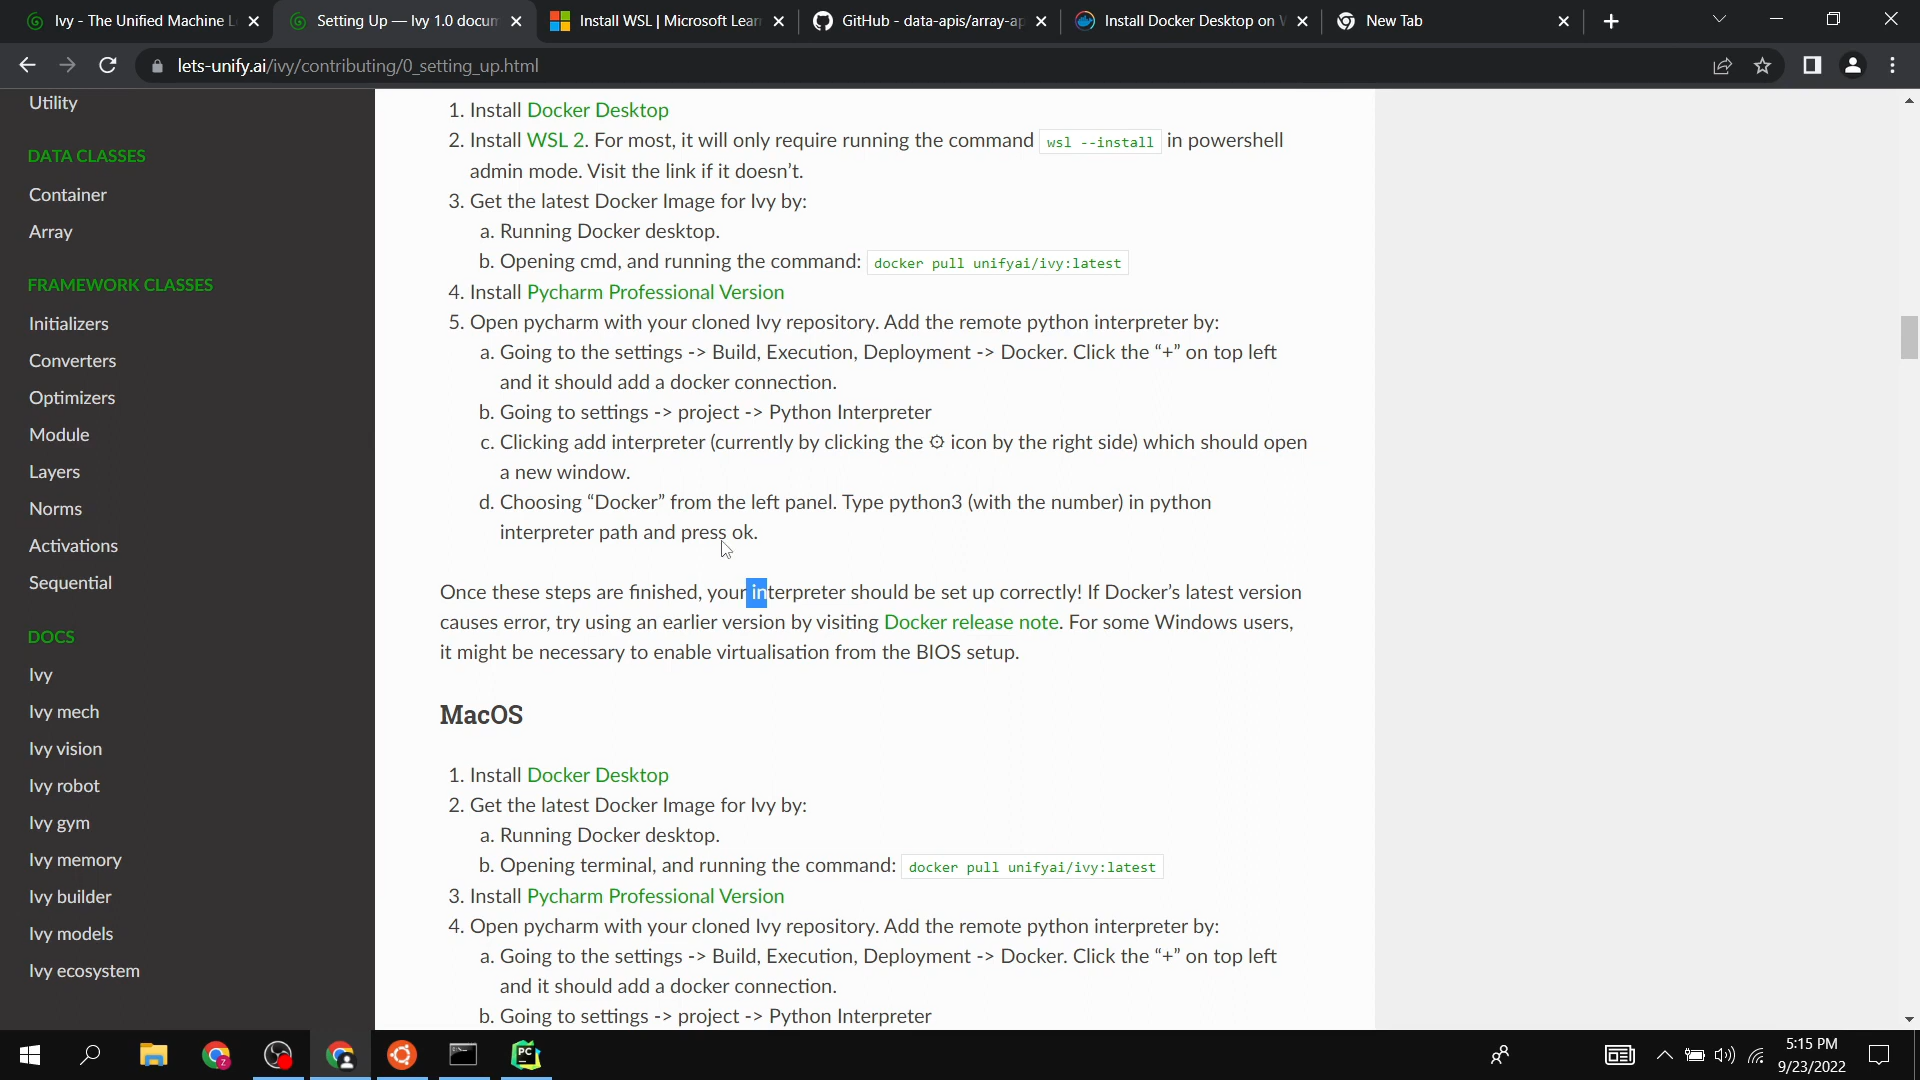 Ivy - The Unified Machine L
Setting Up — Ivy 1.0 docum
Install WSL | Microsoft Lear
GitHub - data-apis/array-ap
Install Docker Desktop on W
New Tab
lets-unify.ai/ivy/contributing/0_setting_up.html
Utility
DATA CLASSES
Container
Array
FRAMEWORK CLASSES
Initializers
Converters
Optimizers
Module
Layers
Norms
Activations
Sequential
DOCS
Ivy
Ivy mech
Ivy vision
Ivy robot
Ivy gym
Ivy memory
Ivy builder
Ivy models
Ivy ecosystem
1. Install Docker Desktop
2. Install WSL 2. For most, it will only require running the command wsl --install in powershell
admin mode. Visit the link if it doesn’t.
3. Get the latest Docker Image for Ivy by:
a. Running Docker desktop.
b. Opening cmd, and running the command: docker pull unifyai/ivy:latest
4. Install Pycharm Professional Version
5. Open pycharm with your cloned Ivy repository. Add the remote python interpreter by:
a. Going to the settings -> Build, Execution, Deployment -> Docker. Click the “+” on top left
and it should add a docker connection.
b. Going to settings -> project -> Python Interpreter
c. Clicking add interpreter (currently by clicking the ⚙ icon by the right side) which should open
a new window.
d. Choosing “Docker” from the left panel. Type python3 (with the number) in python
interpreter path and press ok.
Once these steps are finished, your interpreter should be set up correctly! If Docker’s latest version
causes error, try using an earlier version by visiting Docker release note. For some Windows users,
it might be necessary to enable virtualisation from the BIOS setup.
MacOS
1. Install Docker Desktop
2. Get the latest Docker Image for Ivy by:
a. Running Docker desktop.
b. Opening terminal, and running the command: docker pull unifyai/ivy:latest
3. Install Pycharm Professional Version
4. Open pycharm with your cloned Ivy repository. Add the remote python interpreter by:
a. Going to the settings -> Build, Execution, Deployment -> Docker. Click the “+” on top left
and it should add a docker connection.
b. Going to settings -> project -> Python Interpreter
PC
5:15 PM
9/23/2022